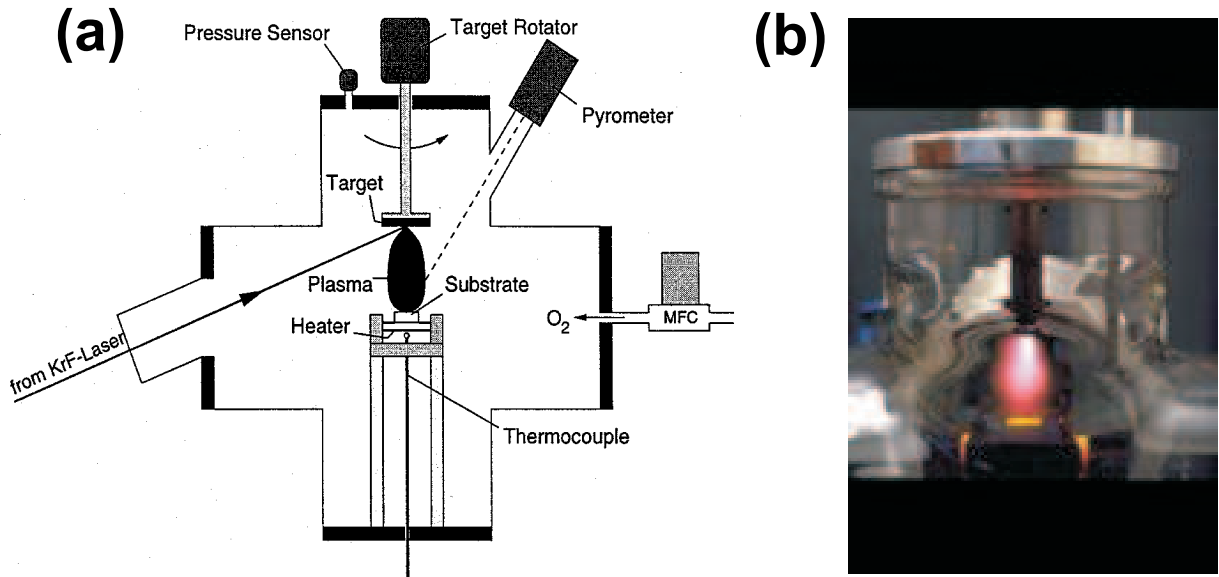 (a)
Pressure Sensor
Target Rotator
Pyrometer
Target
Plasma
Substrate
Heater
O2
MFC
from KrF-Laser
Thermocouple
(b)